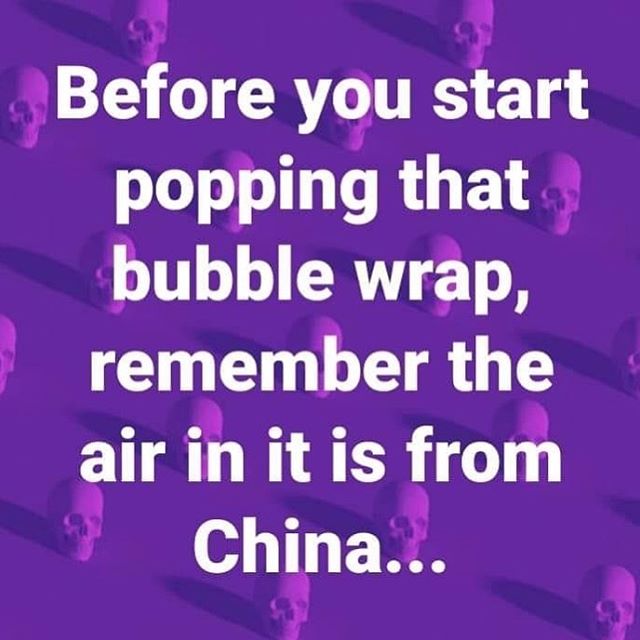 Before you start
popping that
bubble wrap,
remember the
air in it is from
China...